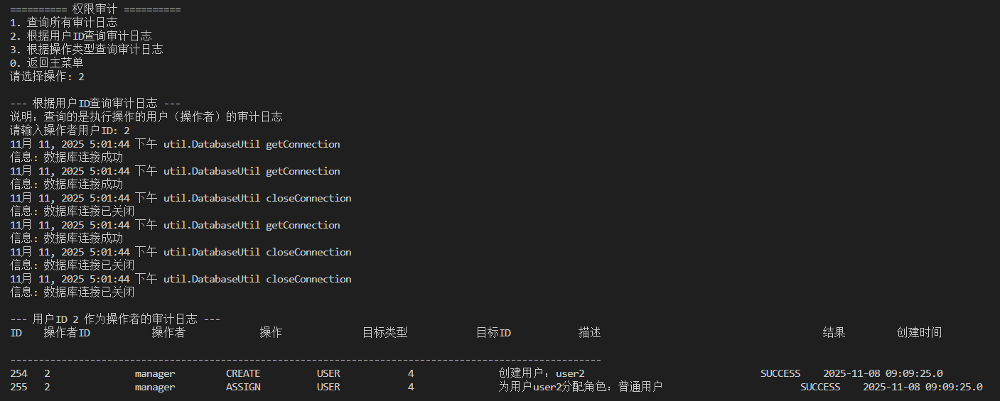 ========== 权限审计 ==========
1. 查询所有审计日志
2. 根据用户ID查询审计日志
3. 根据操作类型查询审计日志
0. 返回主菜单
请选择操作: 2
--- 根据用户ID查询审计日志 ---
说明：查询的是执行操作的用户（操作者）的审计日志
请输入操作者用户ID: 2
11月 11, 2025 5:01:44 下午 util.DatabaseUtil getConnection
信息: 数据库连接成功
11月 11, 2025 5:01:44 下午 util.DatabaseUtil getConnection
信息: 数据库连接成功
11月 11, 2025 5:01:44 下午 util.DatabaseUtil closeConnection
信息: 数据库连接已关闭
11月 11, 2025 5:01:44 下午 util.DatabaseUtil getConnection
信息: 数据库连接成功
11月 11, 2025 5:01:44 下午 util.DatabaseUtil closeConnection
信息: 数据库连接已关闭
11月 11, 2025 5:01:44 下午 util.DatabaseUtil closeConnection
信息: 数据库连接已关闭
--- 用户ID 2 作为操作者的审计日志 ---
ID 操作者ID 操作者 操作 目标类型 目标ID 描述 结果 创建时间
--------------------------------------------------------------------------------------------------------
254 2 manager CREATE USER 4 创建用户: user2 SUCCESS 2025-11-08 09:09:25.0
255 2 manager ASSIGN USER 4 为用户user2分配角色: 普通用户 SUCCESS 2025-11-08 09:09:25.0